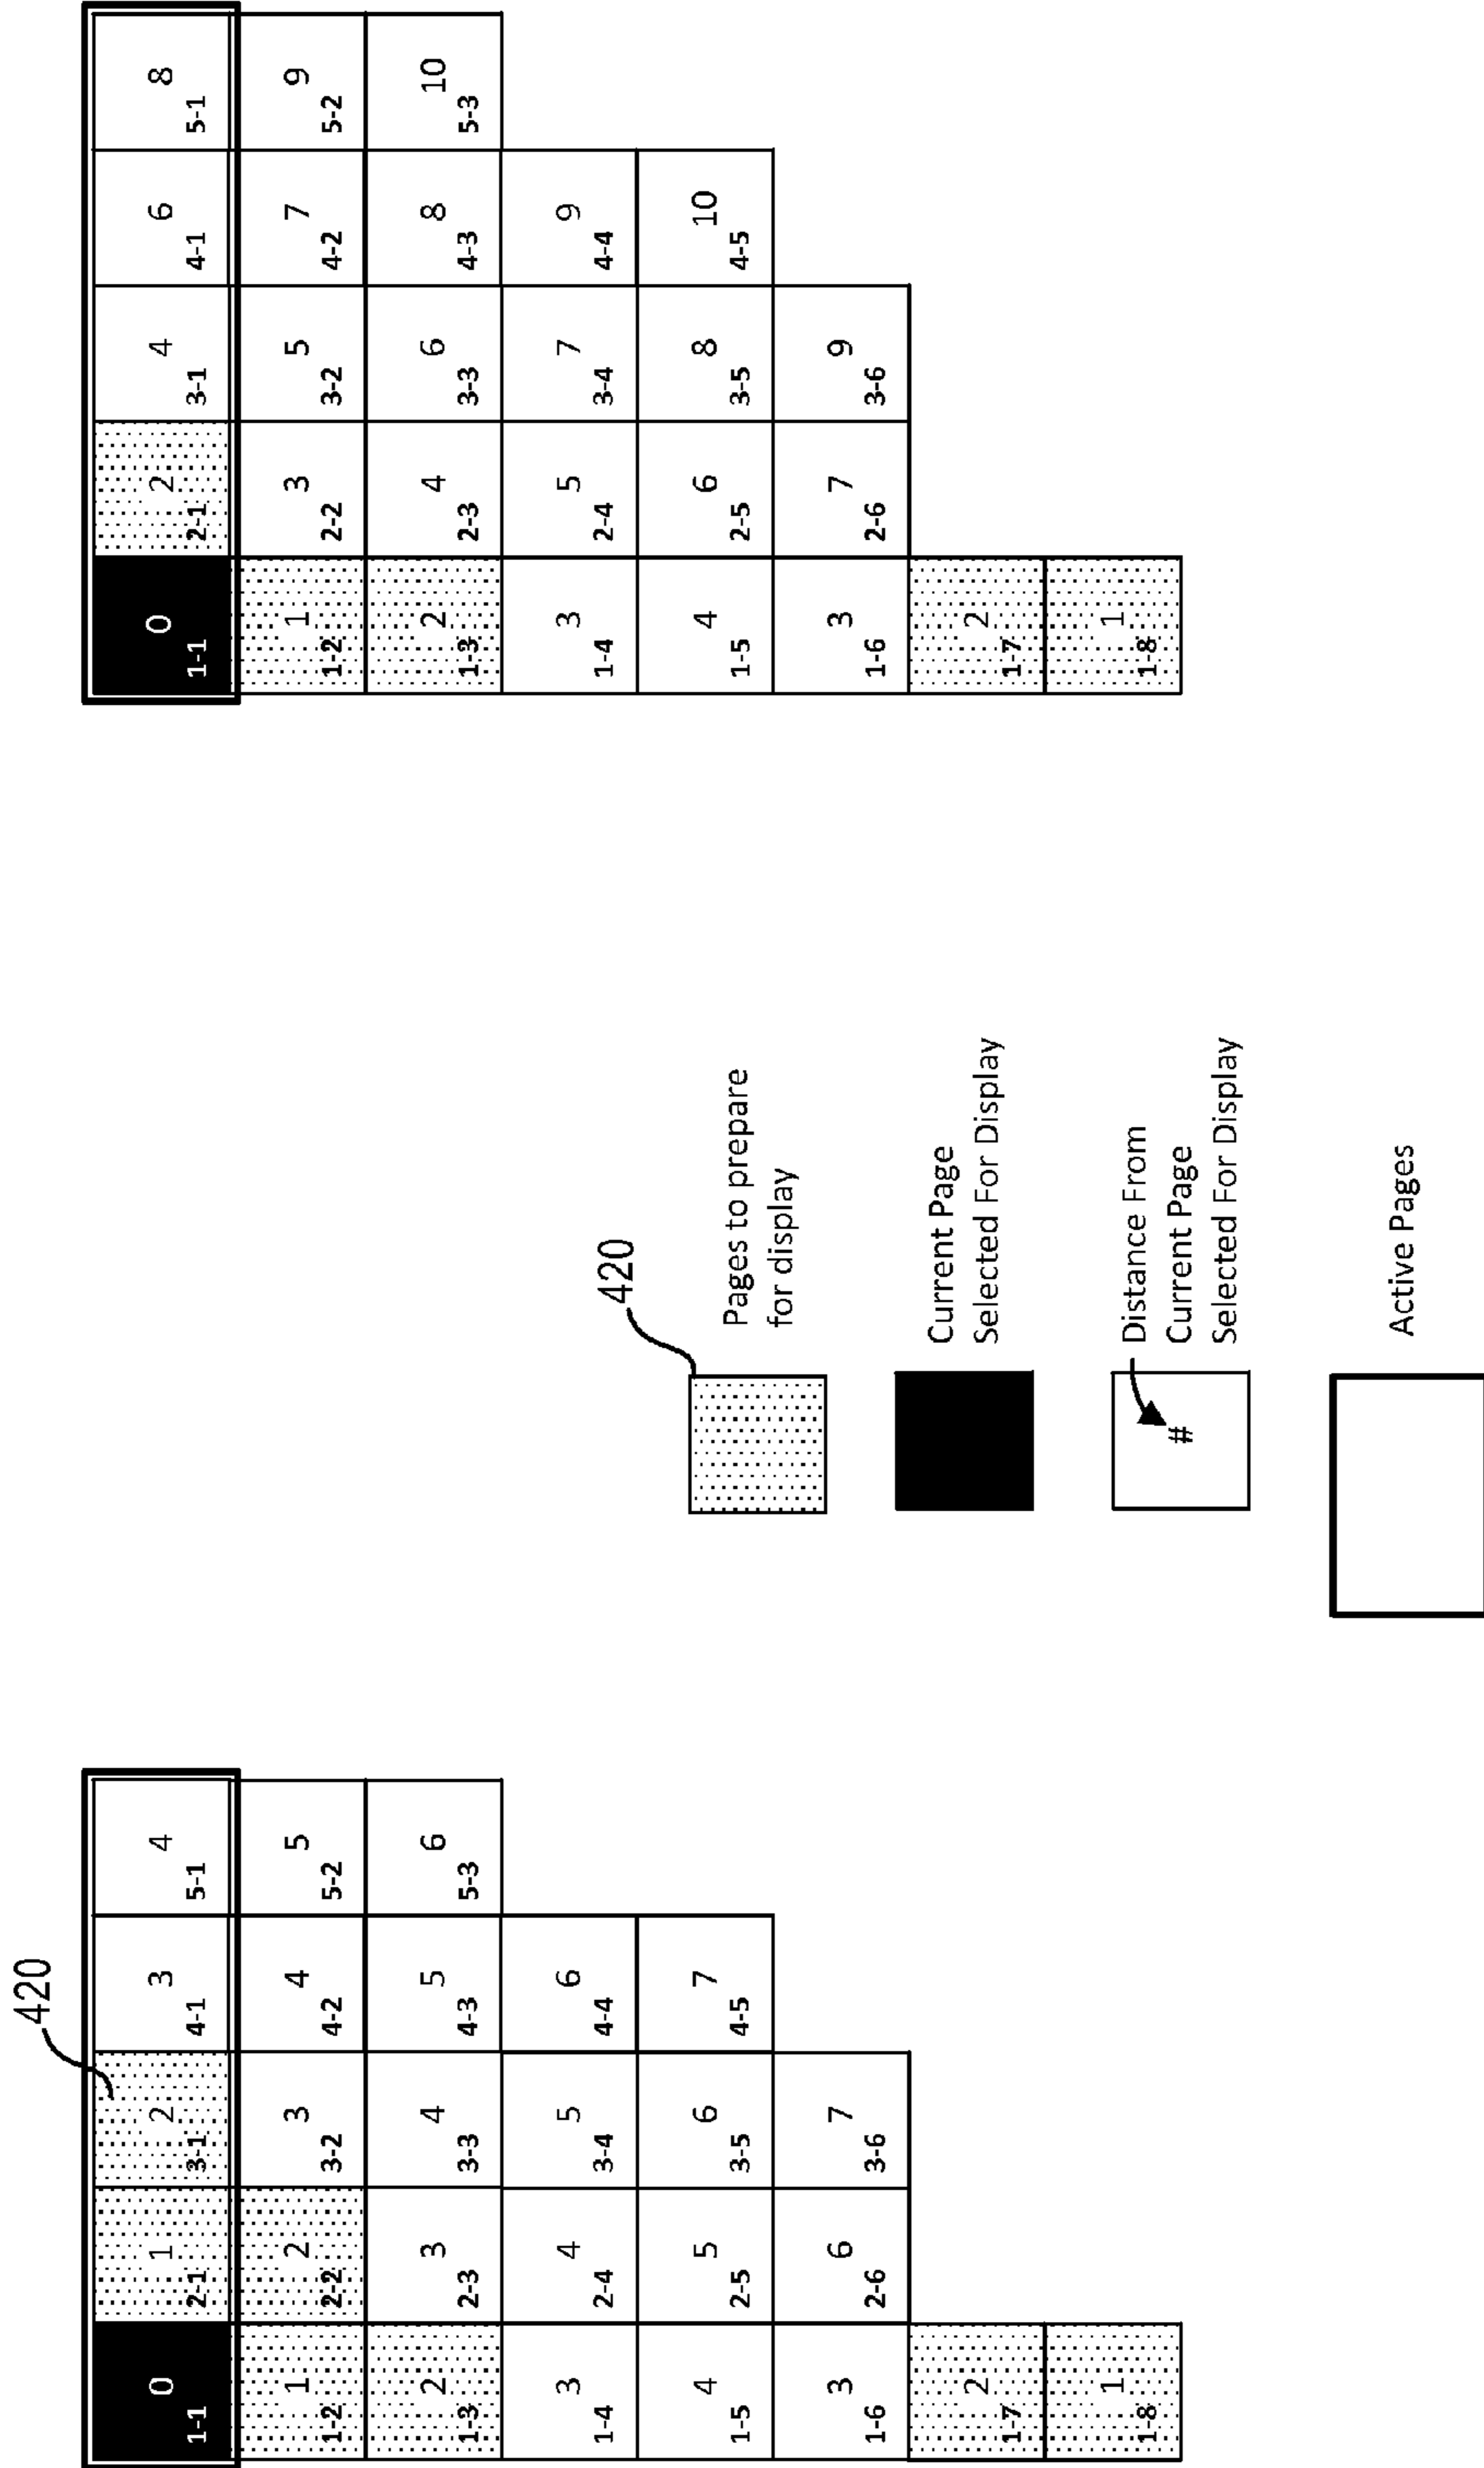 420
0 1 2 3 4
1-1 2-1 3-1 4-1 5-1
1 2 3 4 5
1-2 2-2 3-2 4-2 5-2
2 3 4 5 6
1-3 2-3 3-3 4-3 5-3
3 4 5 6
1-4 2-4 3-4 4-4
4 5 6 7
1-5 2-5 3-5 4-5
3 6 7
1-6 2-6 3-6
2
1-7
1
1-8
420
Pages to prepare
for display
Current Page
Selected For Display
#
Distance From
Current Page
Selected For Display
Active Pages
0 2 4 6 8
1-1 2-1 3-1 4-1 5-1
1 3 5 7 9
1-2 2-2 3-2 4-2 5-2
2 4 6 8 10
1-3 2-3 3-3 4-3 5-3
3 5 7 9
1-4 2-4 3-4 4-4
4 6 8 10
1-5 2-5 3-5 4-5
3 7 9
1-6 2-6 3-6
2
1-7
1
1-8